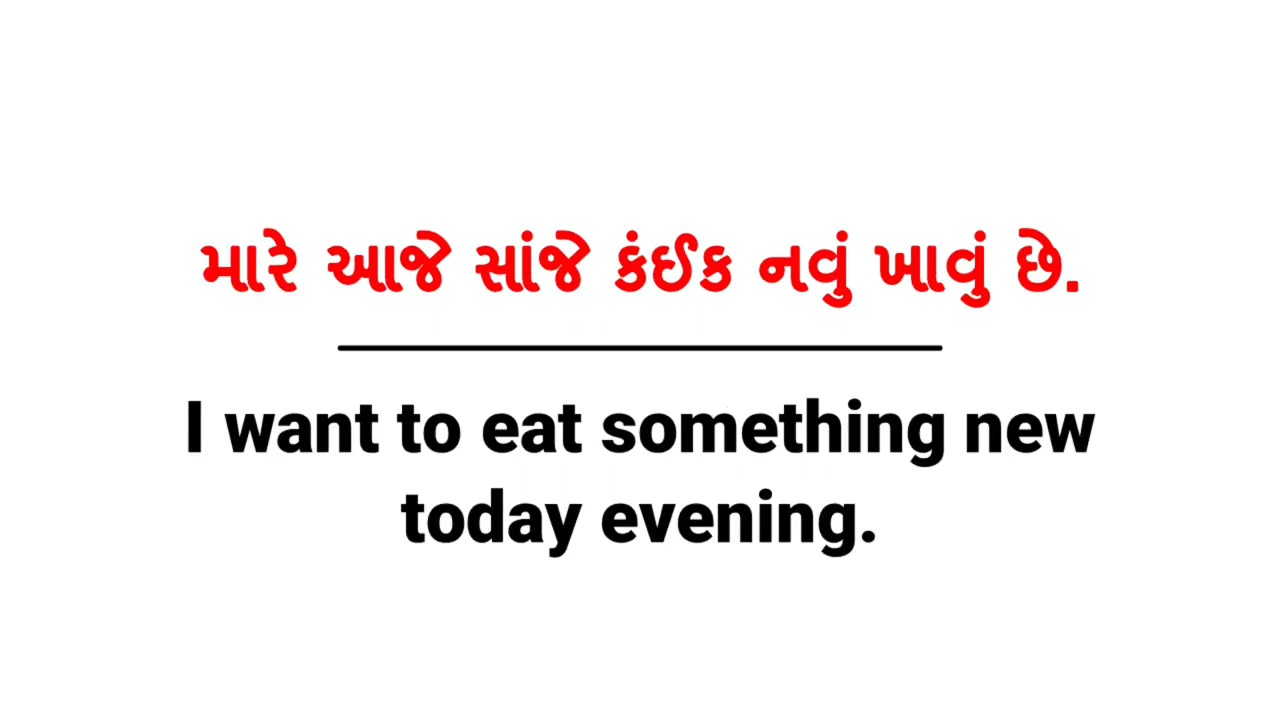 મારે આજે સાંજે કંઈક નવું ખાવું છે.
I want to eat something new
today evening.